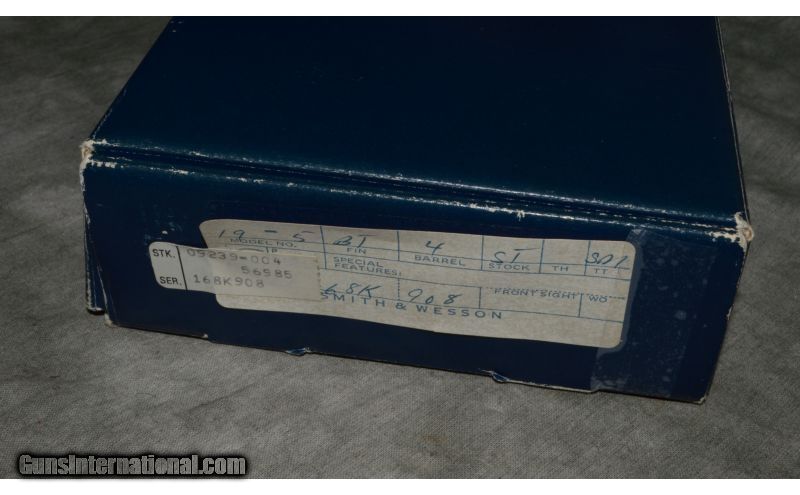 19-5 BT 4 ST
MODEL NO. FIN BARREL STOCK TH TT
SPECIAL FEATURES:
68K 908 FRONT SIGHT WO
SMITH & WESSON
STK. 09239-004
56985
SER. 168K908
GunsInternational.com